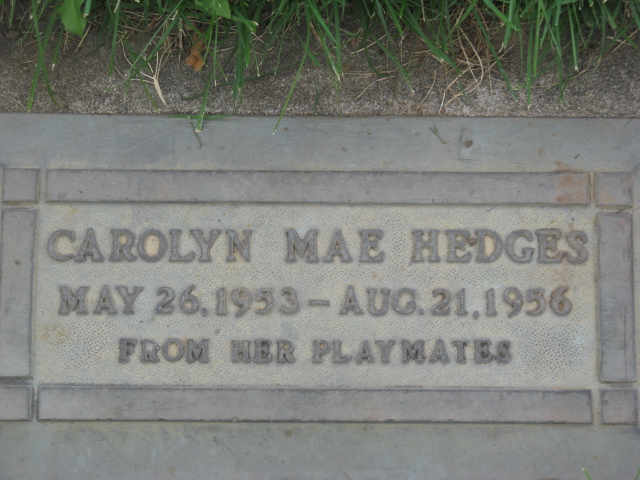 CAROLYN MAE HEDGES
MAY 26, 1953 - AUG. 21, 1956
FROM HER PLAYMATES